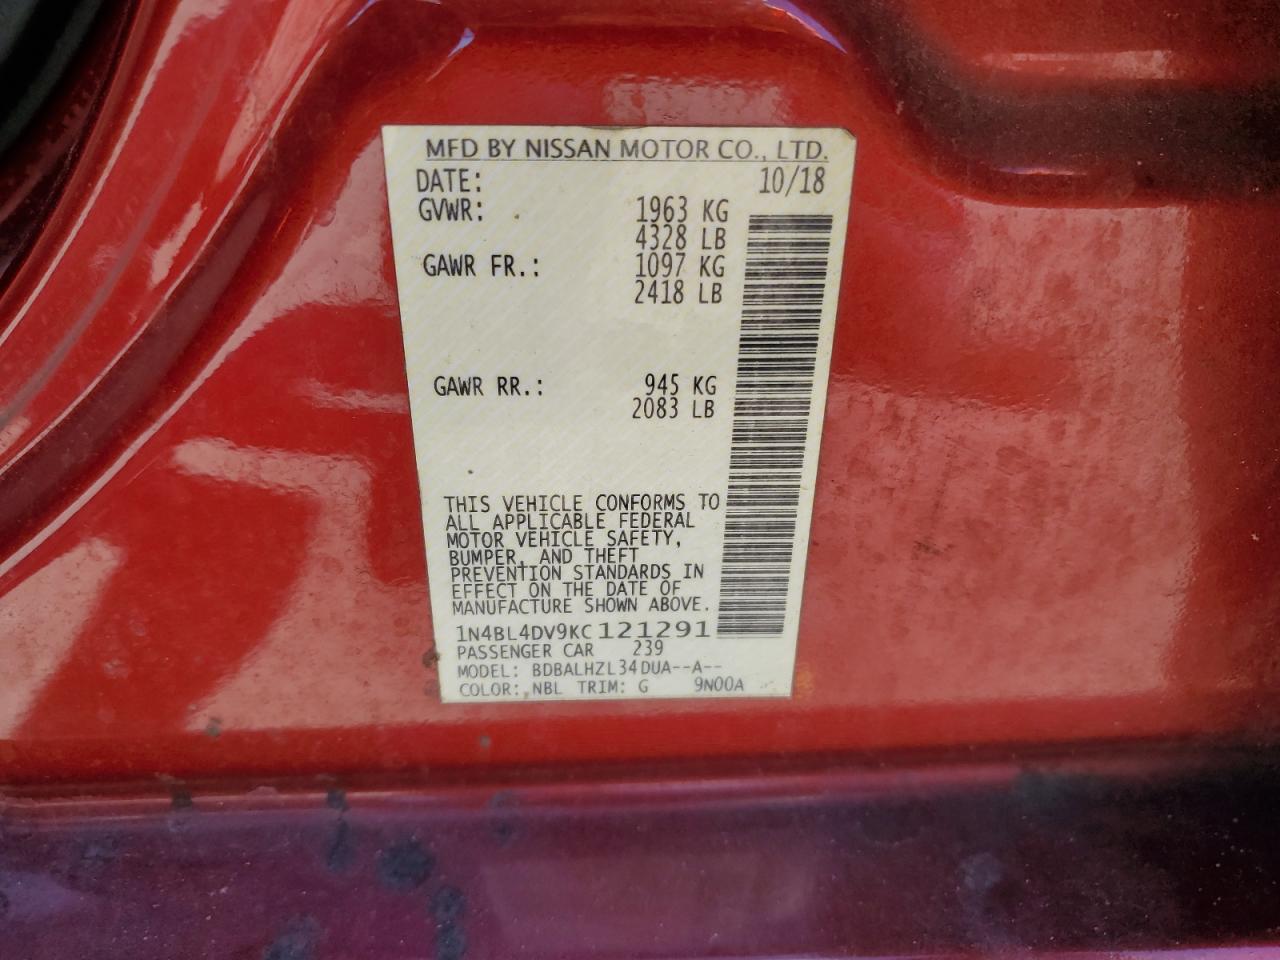 MFD BY NISSAN MOTOR CO., LTD.
DATE: 10/18
GVWR: 1963 KG
4328 LB
GAWR FR.: 1097 KG
2418 LB
GAWR RR.: 945 KG
2083 LB
THIS VEHICLE CONFORMS TO
ALL APPLICABLE FEDERAL
MOTOR VEHICLE SAFETY,
BUMPER, AND THEFT
PREVENTION STANDARDS IN
EFFECT ON THE DATE OF
MANUFACTURE SHOWN ABOVE.
1N4BL4DV9KC121291
PASSENGER CAR 239
MODEL: BDBALHZL34DUA--A--
COLOR: NBL TRIM: G 9N00A